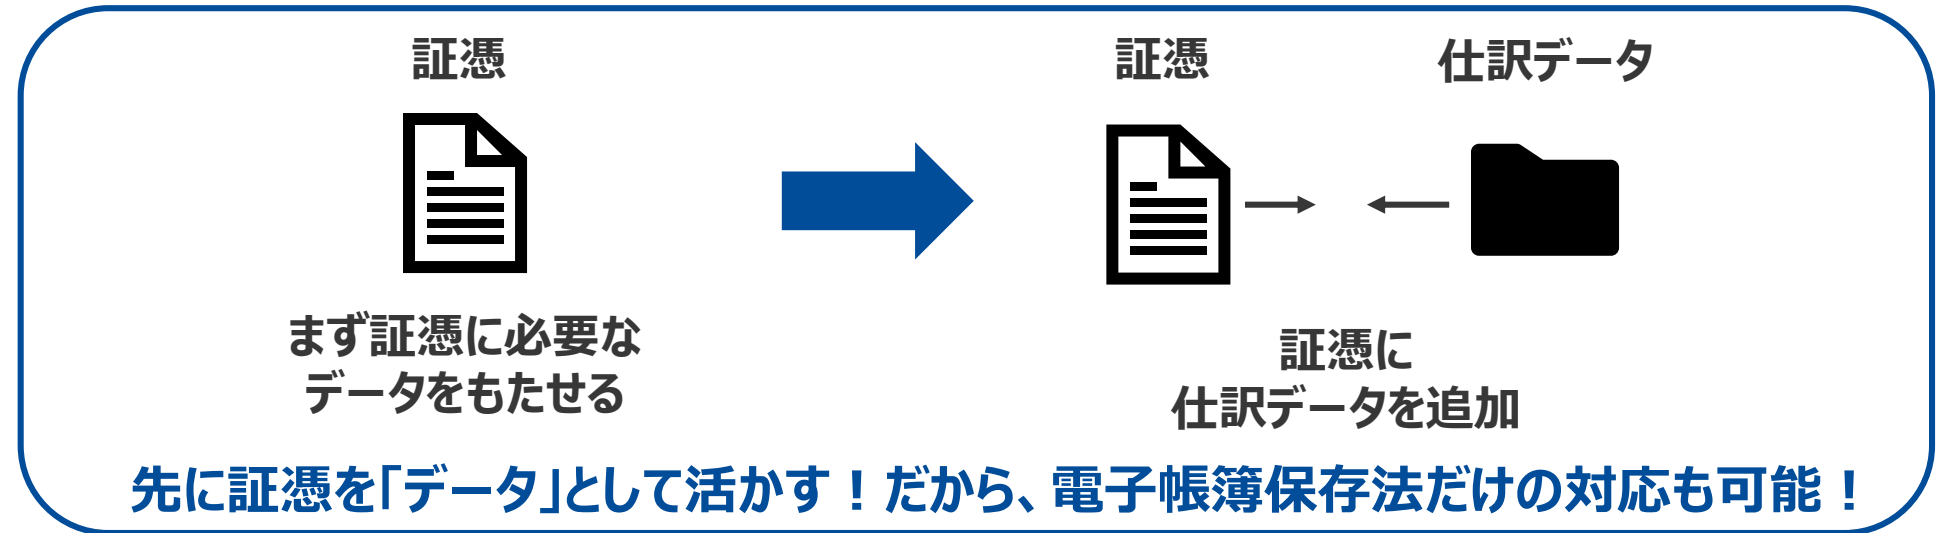 証憑
まず証憑に必要な
データをもたせる
証憑
仕訳データ
証憑に
仕訳データを追加
先に証憑を「データ」として活かす！だから、電子帳簿保存法だけの対応も可能！